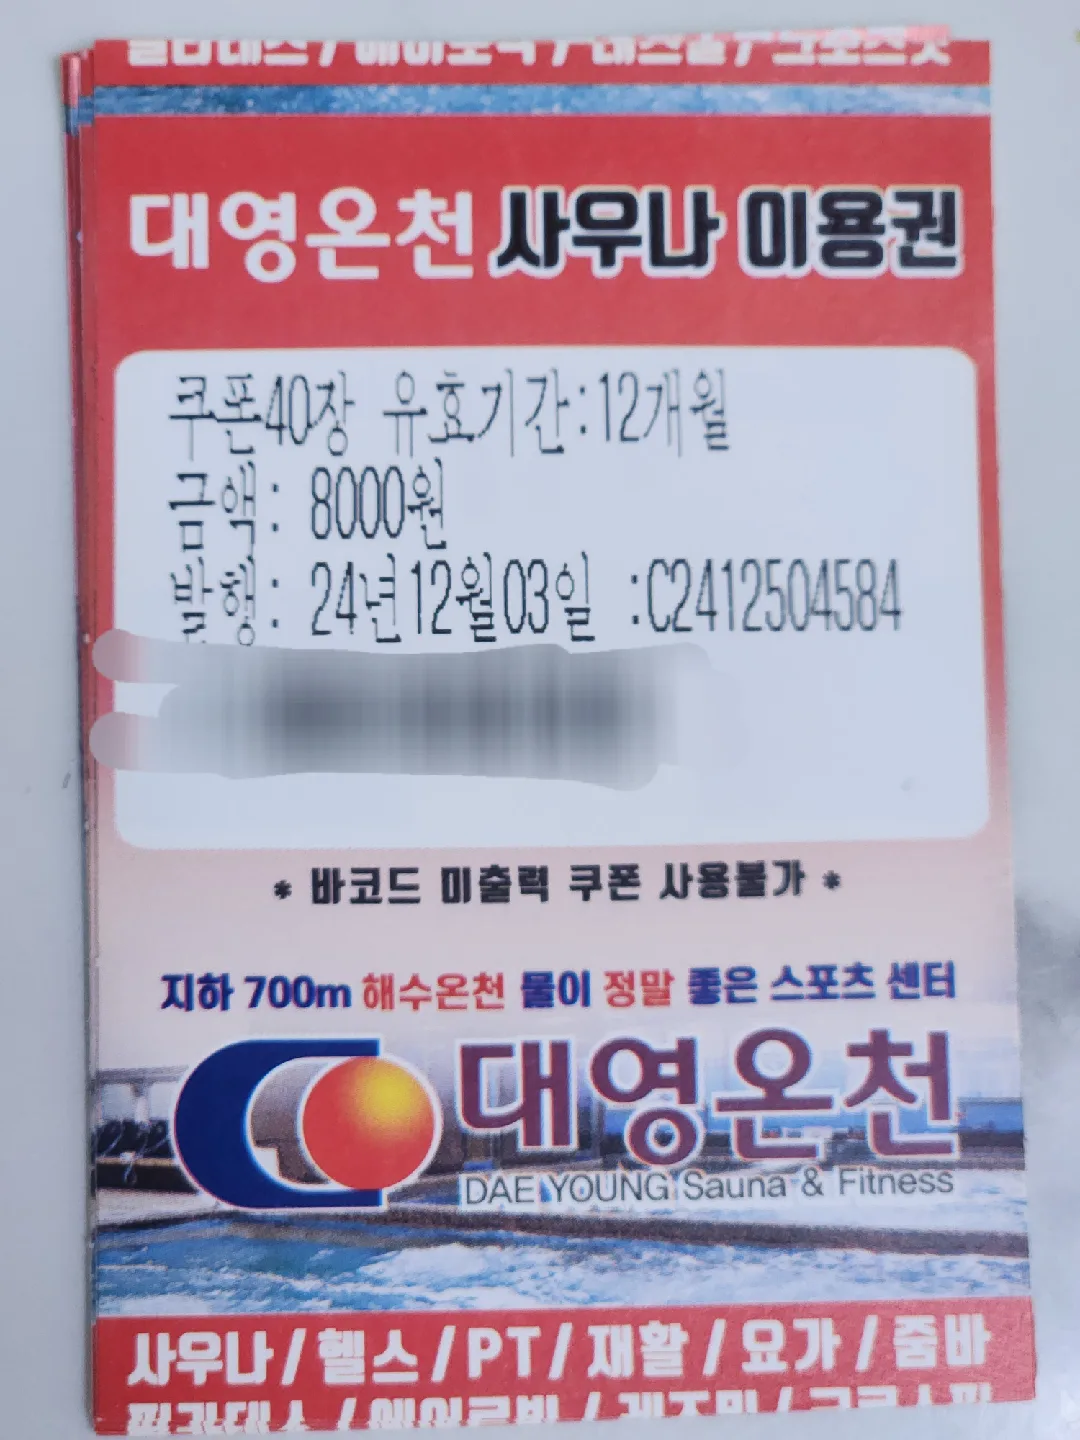 대영온천 사우나 이용권
쿠폰40장 유효기간:12개월
금액: 8000원
발행: 24년12월03일 :C2412504584
* 바코드 미출력 쿠폰 사용불가 *
지하 700m 해수온천 물이 정말 좋은 스포츠 센터
대영온천
DAE YOUNG Sauna & Fitness
사우나 / 헬스 / PT / 재활 / 요가 / 줌바